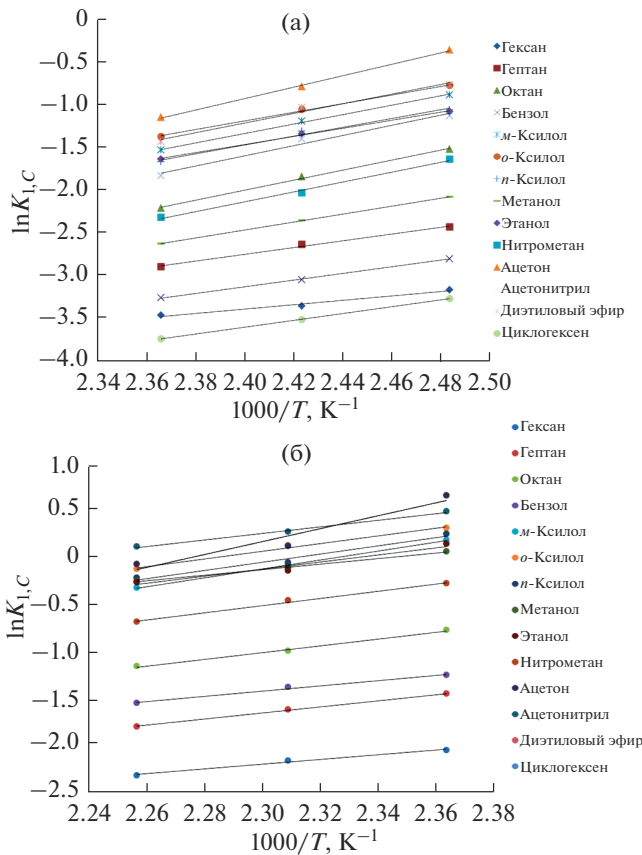 (а)
0
−0.5
−1.0
−1.5
−2.0
−2.5
−3.0
−3.5
−4.0
lnK1,C
2.34 2.36 2.38 2.40 2.42 2.44 2.46 2.48 2.50
1000/T, K−1
Гексан
Гептан
Октан
Бензол
м-Ксилол
о-Ксилол
п-Ксилол
Метанол
Этанол
Нитрометан
Ацетон
Ацетонитрил
Диэтиловый эфир
Циклогексен
(б)
1.0
0.5
0
−0.5
−1.0
−1.5
−2.0
−2.5
lnK1,C
2.24 2.26 2.28 2.30 2.32 2.34 2.36 2.38
1000/T, K−1
Гексан
Гептан
Октан
Бензол
м-Ксилол
о-Ксилол
п-Ксилол
Метанол
Этанол
Нитрометан
Ацетон
Ацетонитрил
Диэтиловый эфир
Циклогексен